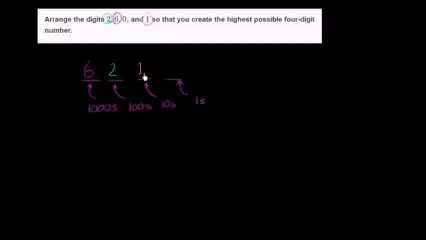 Arrange the digits 2, 6, 0, and 1 so that you create the highest possible four-digit
number.
6 2 1
1000s 100s 10s 1s